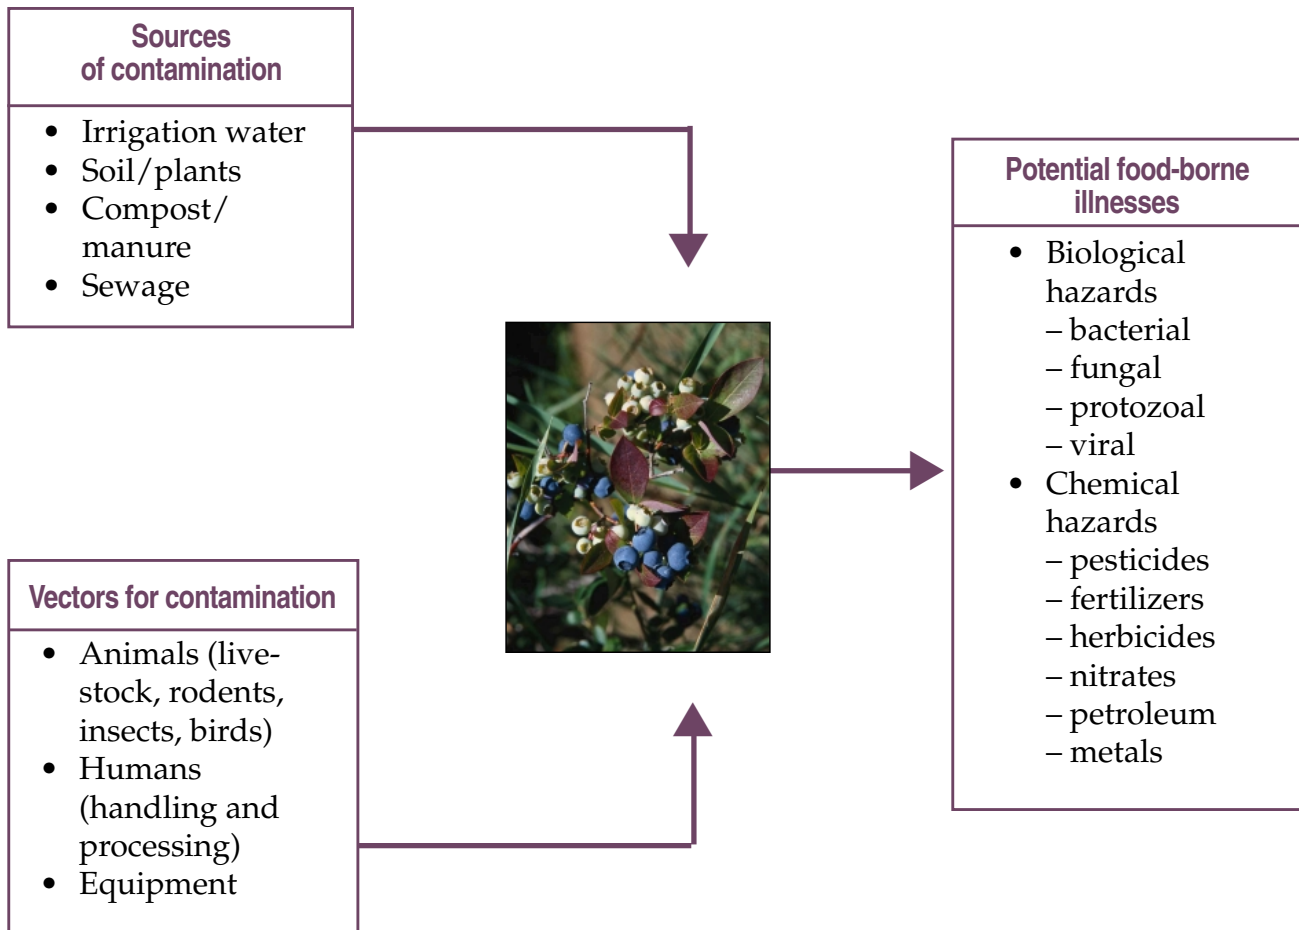 Sources
of contamination
• Irrigation water
• Soil/plants
• Compost/
manure
• Sewage
Vectors for contamination
• Animals (live-
stock, rodents,
insects, birds)
• Humans
(handling and
processing)
• Equipment
Potential food-borne
illnesses
• Biological
hazards
– bacterial
– fungal
– protozoal
– viral
• Chemical
hazards
– pesticides
– fertilizers
– herbicides
– nitrates
– petroleum
– metals